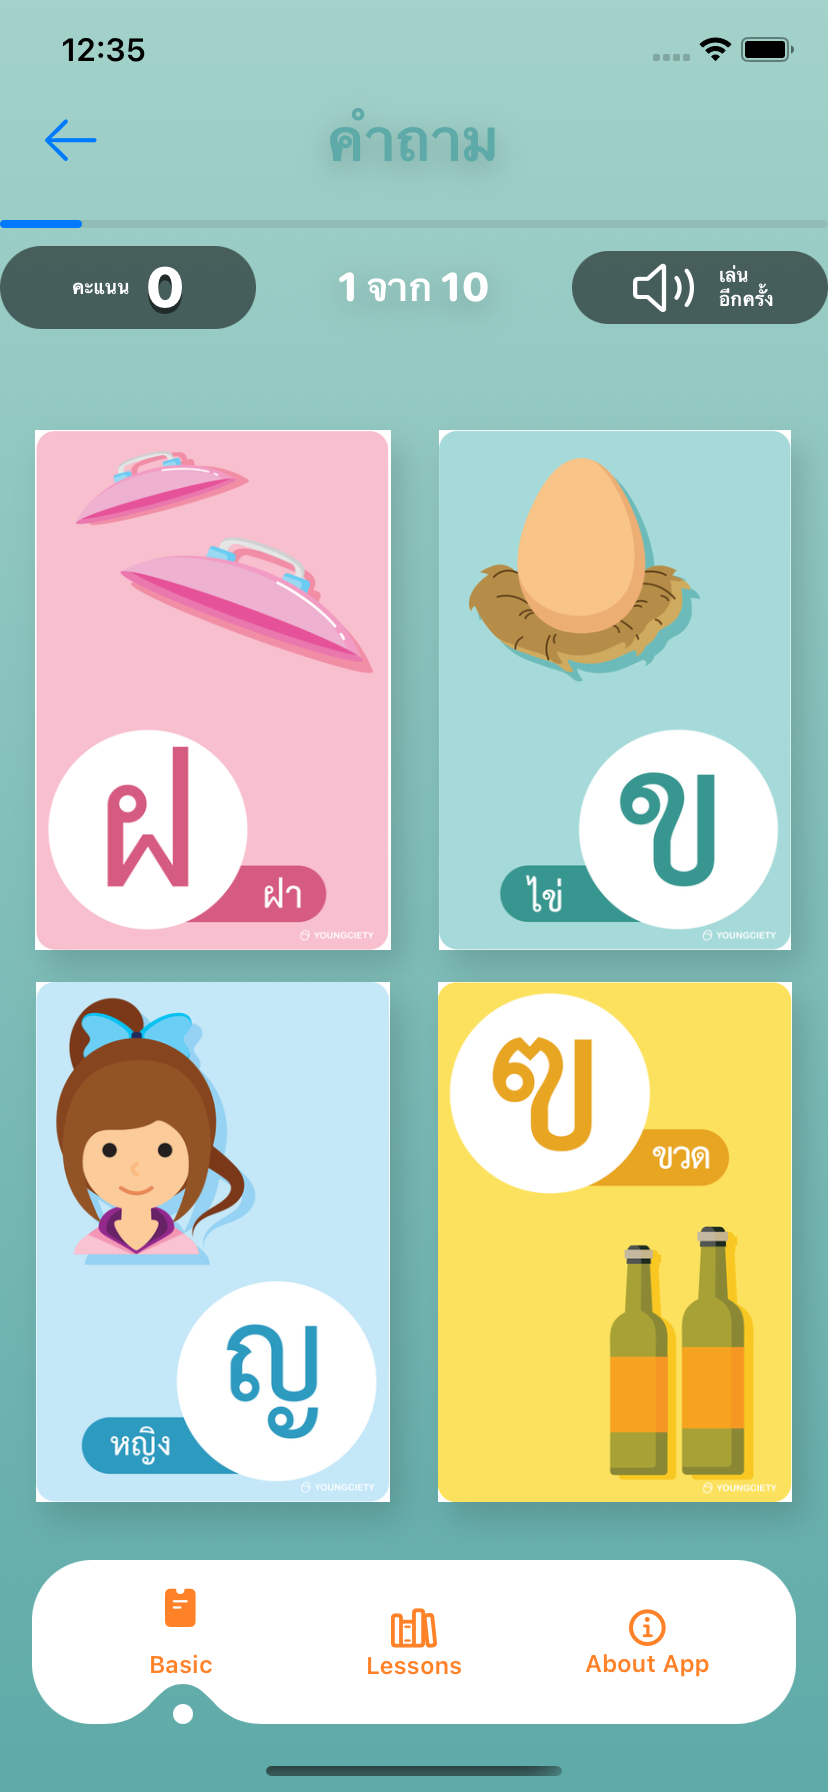 12:35
คำถาม
คะแนน 0
1 จาก 10
เล่น
อีกครั้ง
ฝ
ฝา
YOUNGCIETY
ข
ไข่
YOUNGCIETY
ญ
หญิง
YOUNGCIETY
ฃ
ขวด
YOUNGCIETY
Basic
Lessons
About App